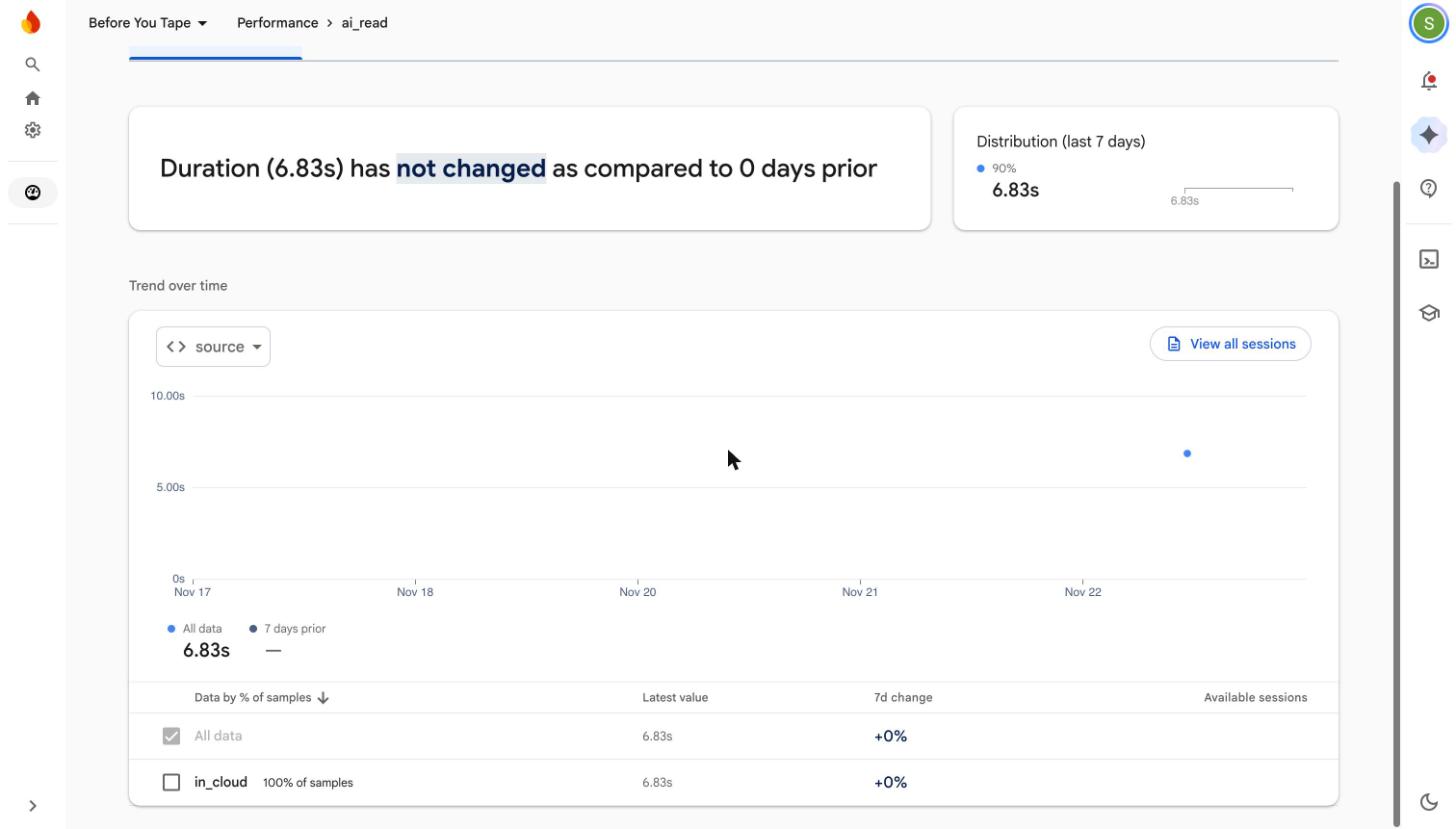 Before You Tape
Performance > ai_read
S
Duration (6.83s) has not changed as compared to 0 days prior
Distribution (last 7 days)
90%
6.83s
6.83s
Trend over time
<> source
View all sessions
10.00s
5.00s
0s
Nov 17 Nov 18 Nov 20 Nov 21 Nov 22
All data 7 days prior
6.83s —
Data by % of samples ↓ Latest value 7d change Available sessions
All data 6.83s +0%
in_cloud 100% of samples 6.83s +0%